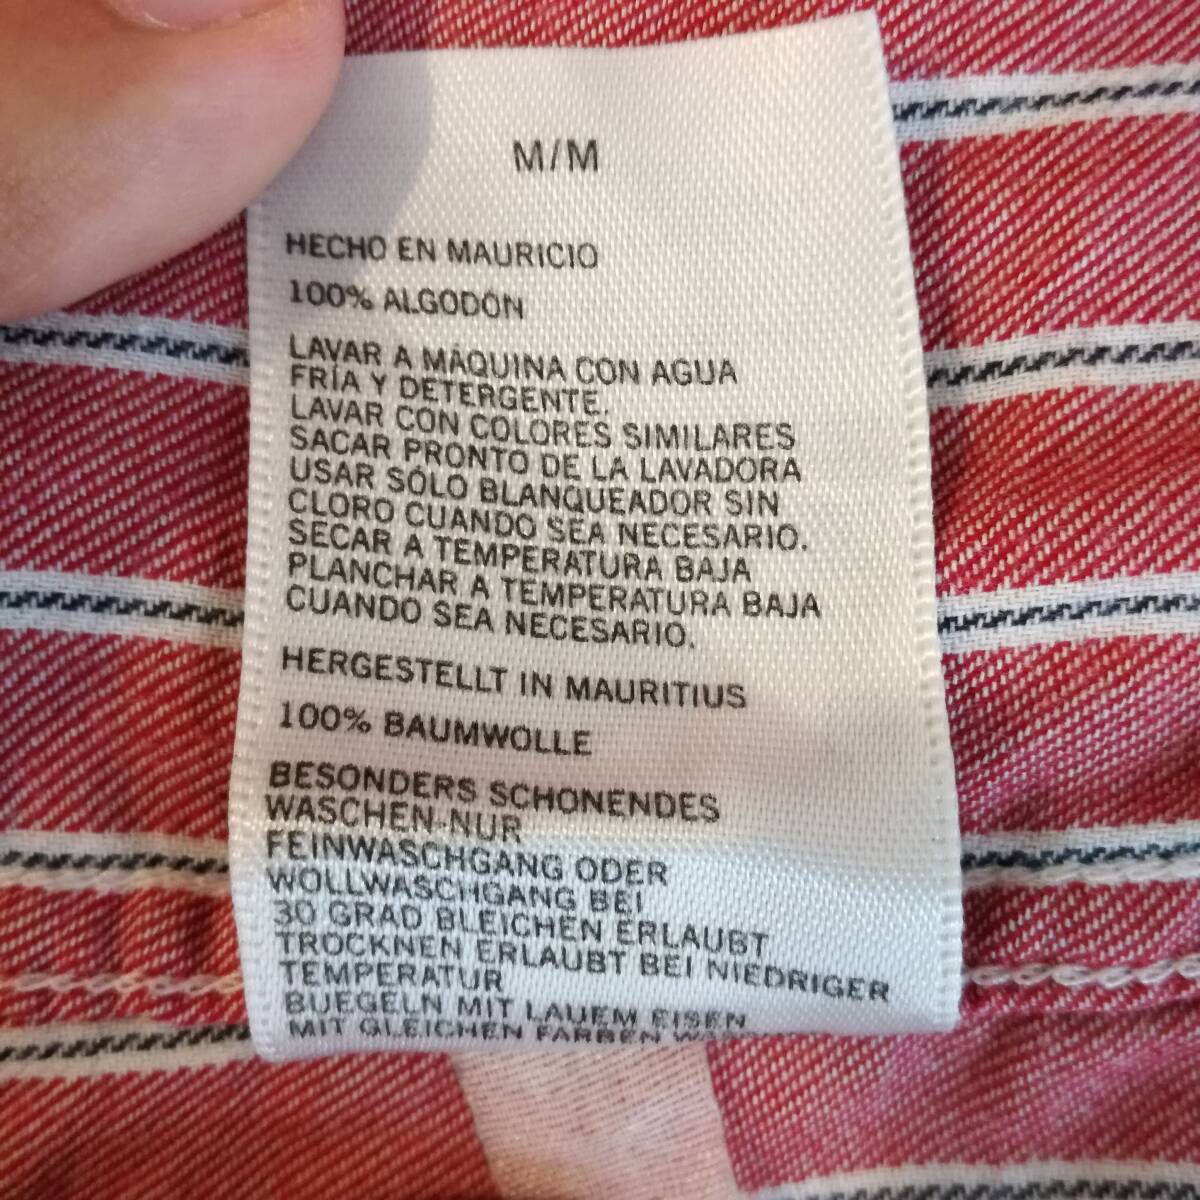 M/M
HECHO EN MAURICIO
100% ALGODÓN
LAVAR A MÁQUINA CON AGUA
FRÍA Y DETERGENTE.
LAVAR CON COLORES SIMILARES
SACAR PRONTO DE LA LAVADORA
USAR SÓLO BLANQUEADOR SIN
CLORO CUANDO SEA NECESARIO.
SECAR A TEMPERATURA BAJA
PLANCHAR A TEMPERATURA BAJA
CUANDO SEA NECESARIO.
HERGESTELLT IN MAURITIUS
100% BAUMWOLLE
BESONDERS SCHONENDES
WASCHEN-NUR
FEINWASCHGANG ODER
WOLLWASCHGANG BEI
30 GRAD BLEICHEN ERLAUBT
TROCKNEN ERLAUBT BEI NIEDRIGER
TEMPERATUR
BUEGELN MIT LAUEM EISEN
MIT GLEICHEN FARBEN